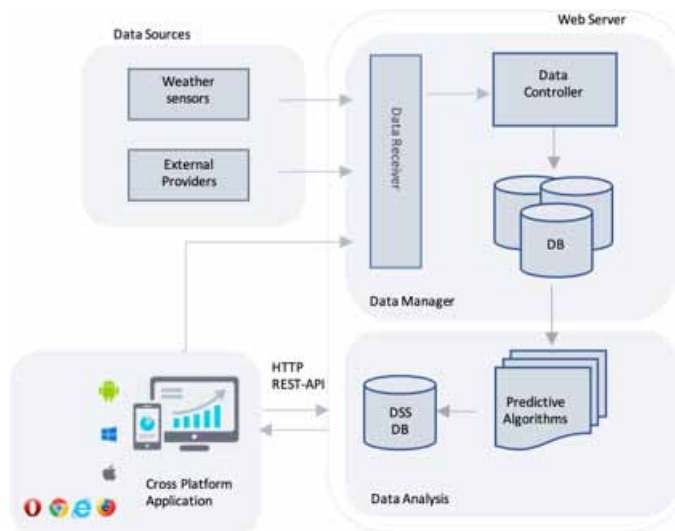 Web Server
Data Sources
Weather
sensors
External
Providers
Data Receiver
Data
Controller
DB
Data Manager
HTTP
REST-API
DSS
DB
Predictive
Algorithms
Cross Platform
Application
Data Analysis